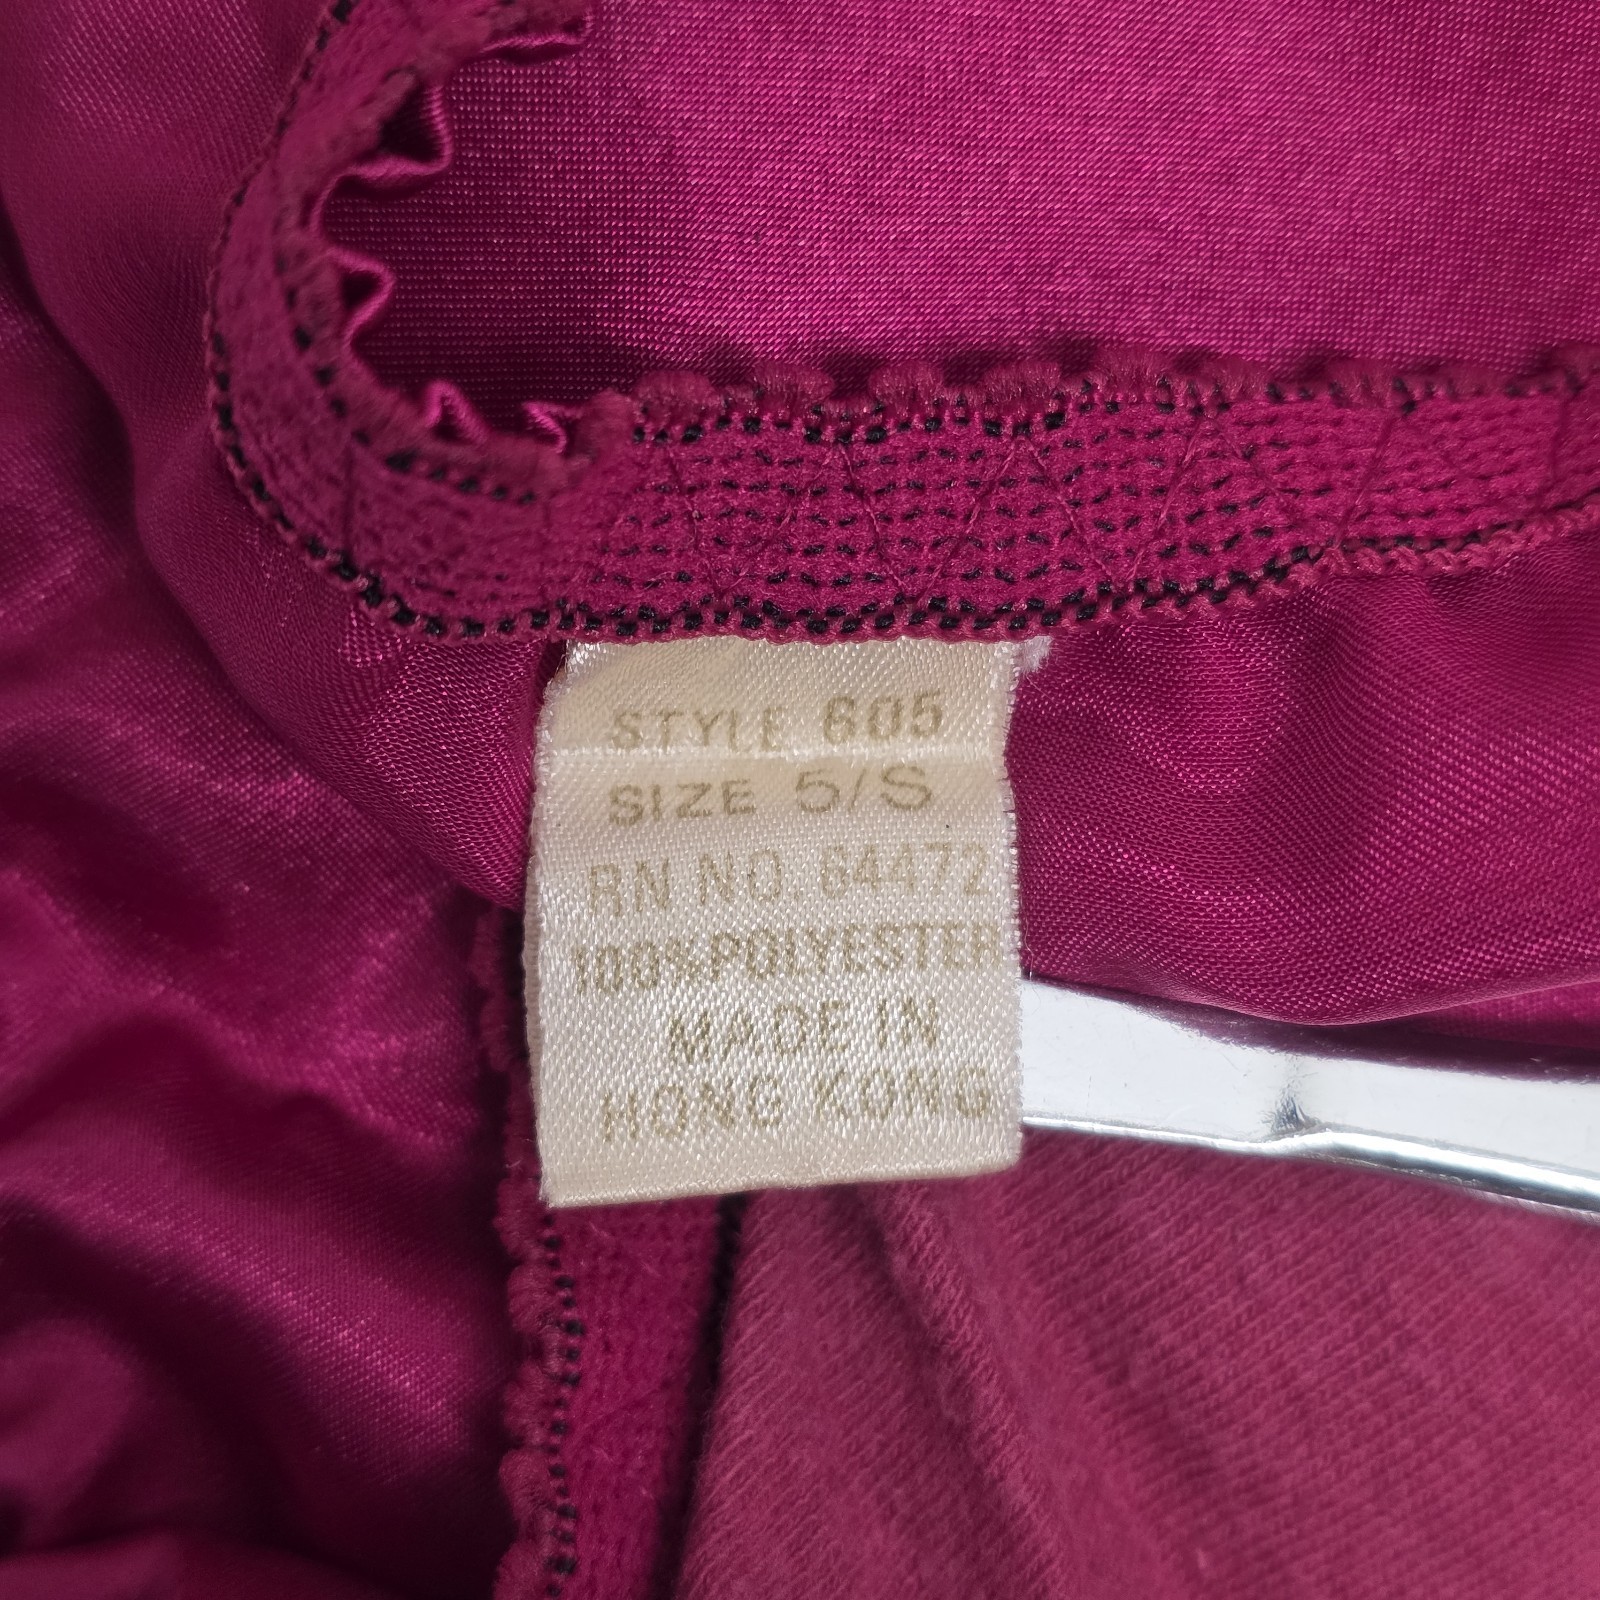 STYLE 605
SIZE 5/S
RN NO. 64472
100% POLYESTER
MADE IN
HONG KONG